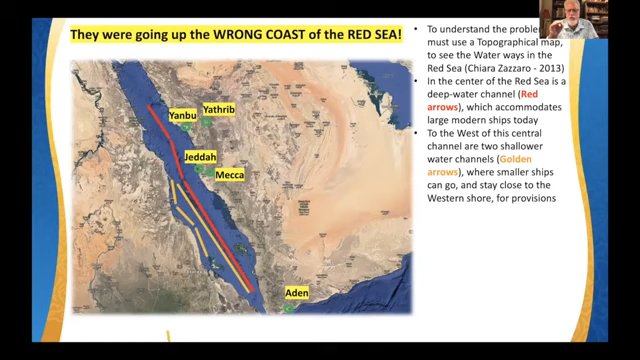 They were going up the WRONG COAST of the RED SEA!
Yanbu
Yathrib
Jeddah
Mecca
Aden
• To understand the problem
must use a Topographical map,
to see the Water ways in the
Red Sea (Chiara Zazzaro - 2013)
• In the center of the Red Sea is a
deep-water channel (Red
arrows), which accommodates
large modern ships today
• To the West of this central
channel are two shallower
water channels (Golden
arrows), where smaller ships
can go, and stay close to the
Western shore, for provisions